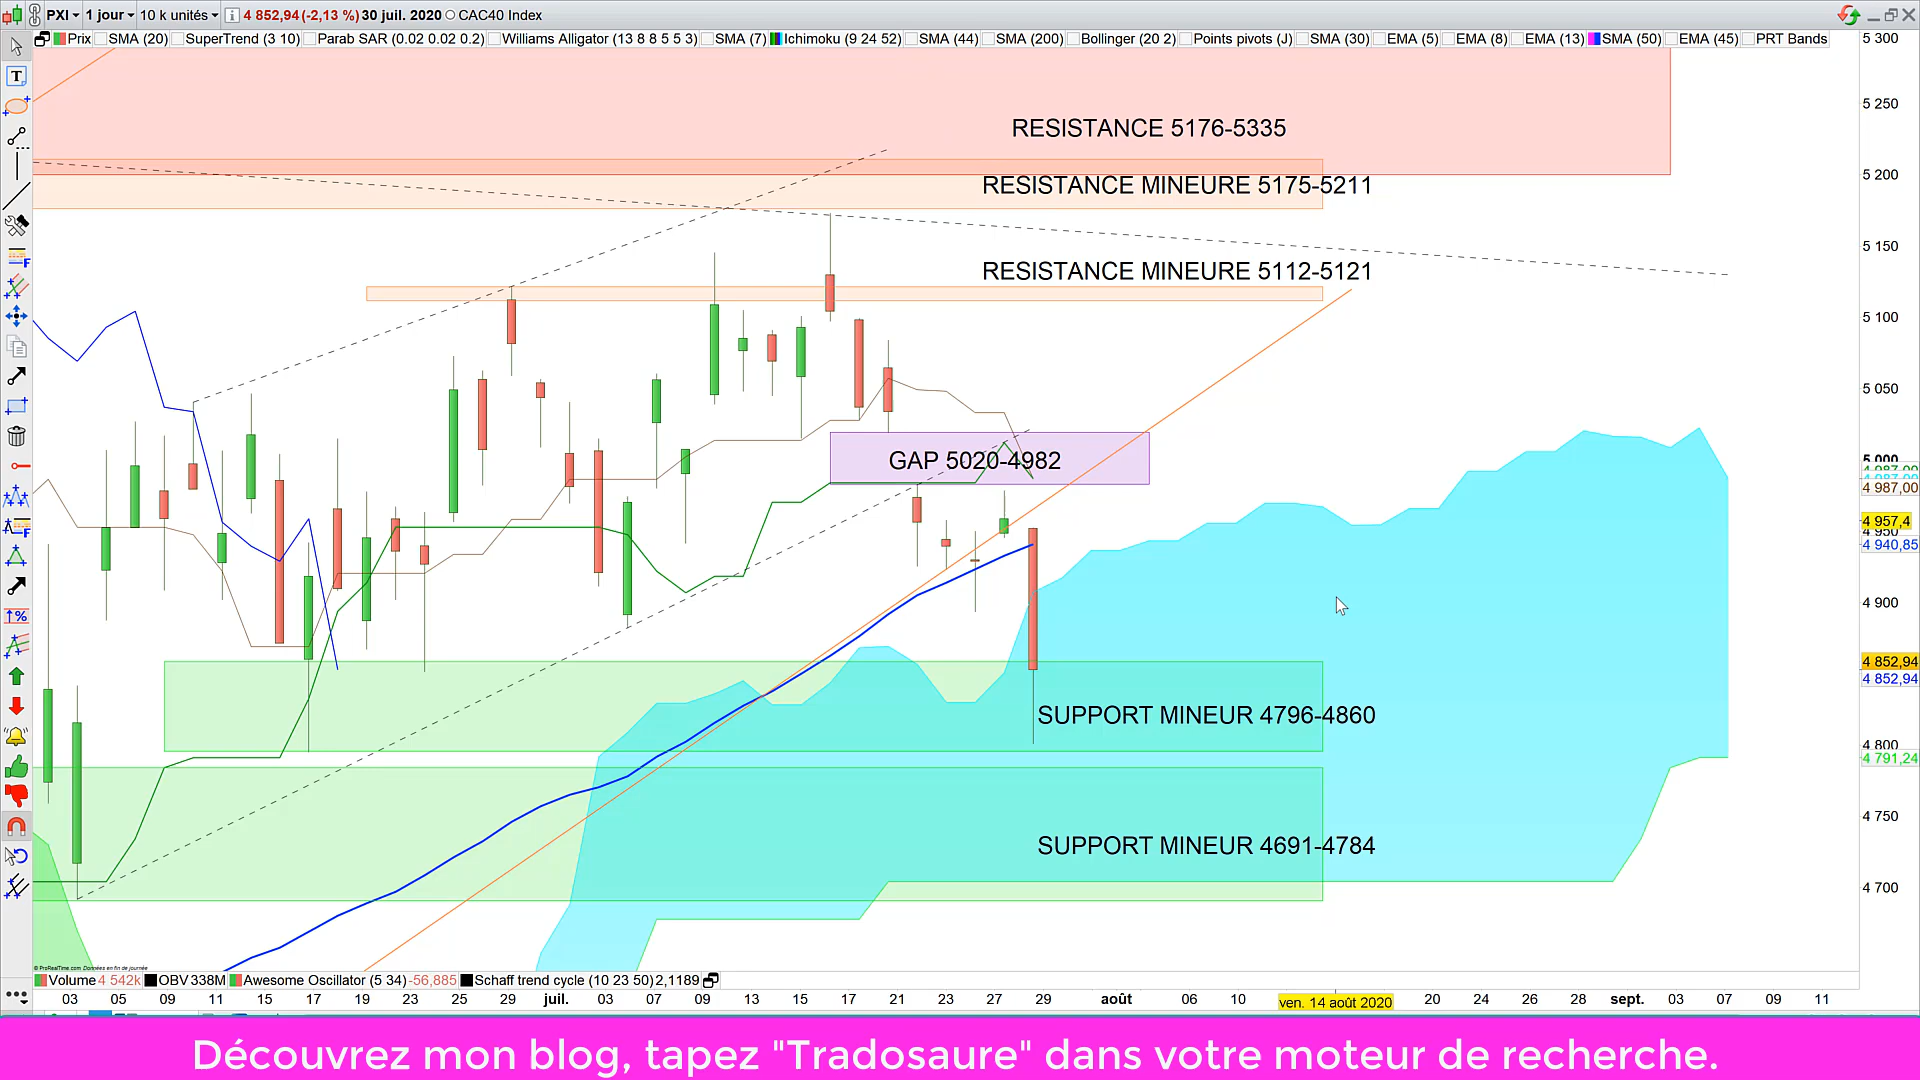 PXI 1 jour 10 k unités 4 852,94 (-2,13 %) 30 juil. 2020 CAC40 Index
Prix SMA (20) SuperTrend (3 10) Parab SAR (0.02 0.02 0.2) Williams Alligator (13 8 8 5 5 3) SMA (7) Ichimoku (9 24 52) SMA (44) SMA (200) Bollinger (20 2) Points pivots (J) SMA (30) EMA (5) EMA (8) EMA (13) SMA (50) EMA (45) PRT Bands
5 300
5 250
RESISTANCE 5176-5335
5 200
RESISTANCE MINEURE 5175-5211
5 150
RESISTANCE MINEURE 5112-5121
5 100
5 050
GAP 5020-4982
5 000
4 987,00
4 957,4
4 950
4 940,85
4 900
4 852,94
4 852,94
SUPPORT MINEUR 4796-4860
4 800
4 791,24
4 750
SUPPORT MINEUR 4691-4784
4 700
© ProRealTime.com Données en fin de journée
Volume 4 542k OBV 338M Awesome Oscillator (5 34) -56,885 Schaff trend cycle (10 23 50) 2,1189
03 05 09 11 15 17 19 23 25 29 juil. 03 07 09 13 15 17 21 23 27 29 août 06 10 ven. 14 août 2020 20 24 26 28 sept. 03 07 09 11
Découvrez mon blog, tapez "Tradosaure" dans votre moteur de recherche.